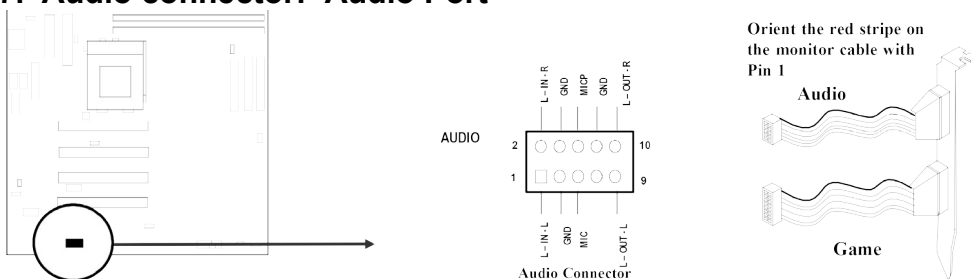 Audio connector: Audio Port
Orient the red stripe on
the monitor cable with
Pin 1
Audio
L – IN - R
GND
MICP
GND
L – OUT - R
AUDIO
2
10
1
9
L – IN - L
GND
MIC
L – OUT - L
Audio Connector
Game